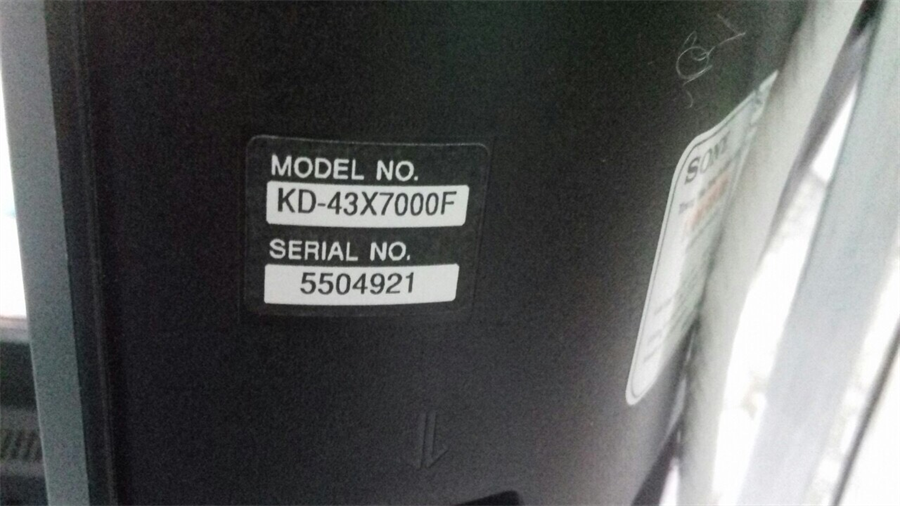 MODEL NO.
KD-43X7000F
SERIAL NO.
5504921
SONY